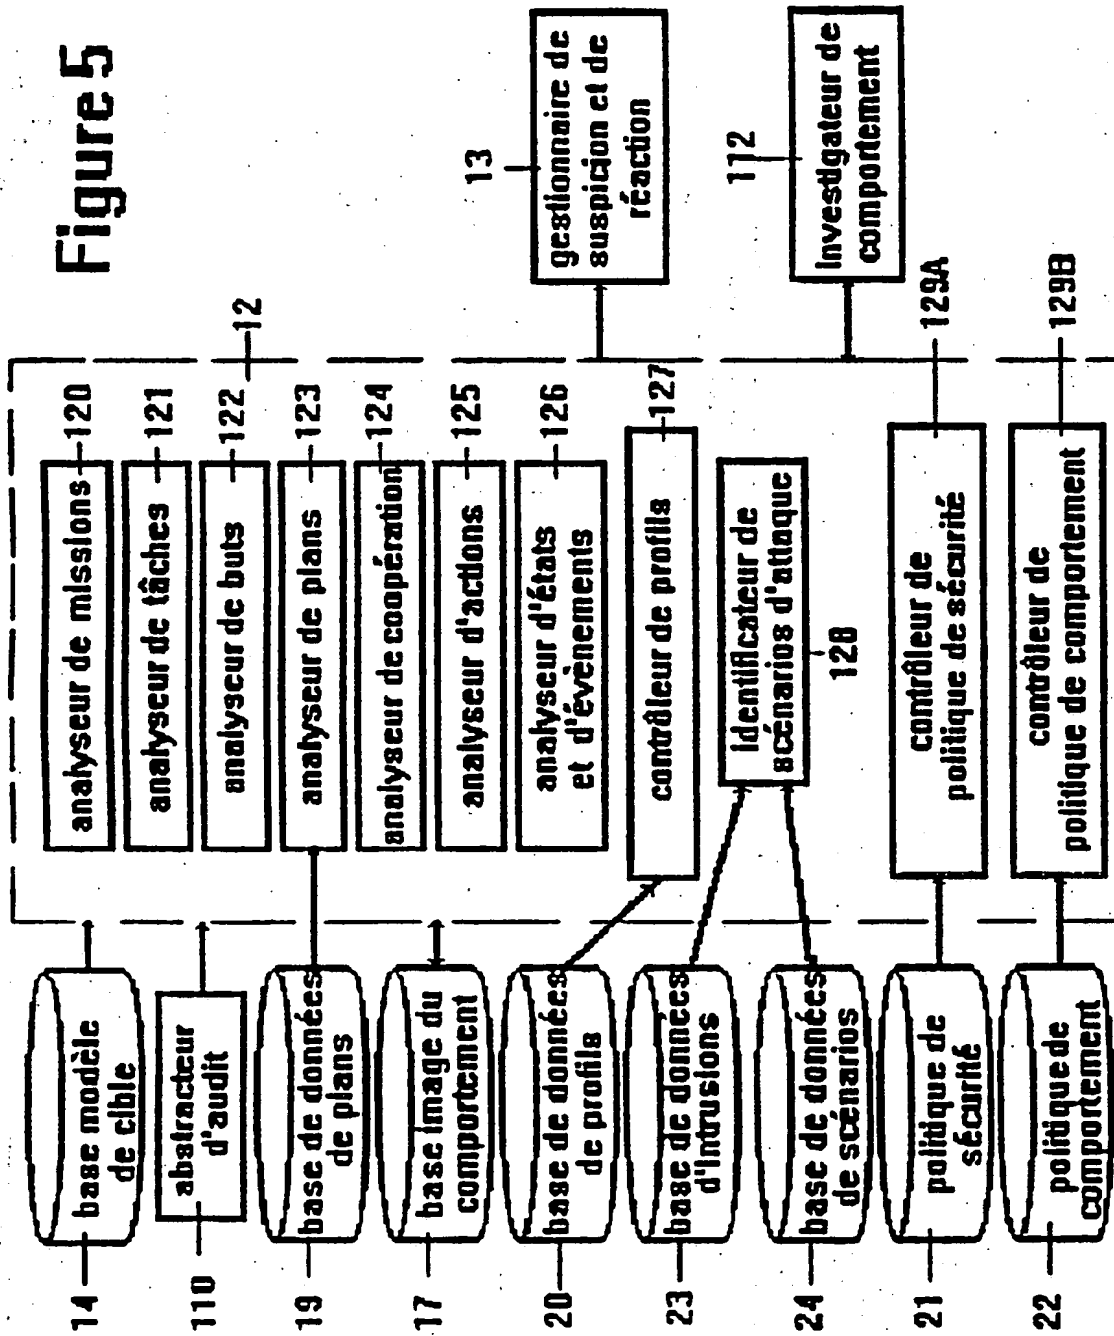 Figure 5
14
base modèle
de cible
110
abstracteur
d'audit
19
base de données
de plans
17
base image du
comportement
20
base de données
de profils
23
base de données
d'intrusions
24
base de données
de scénarios
21
politique de
sécurité
22
politique de
comportement
12
analyseur de missions
120
analyseur de tâches
121
analyseur de buts
122
analyseur de plans
123
analyseur de coopération
124
analyseur d'actions
125
analyseur d'états
et d'évènements
126
contrôleur de profils
127
identificateur de
scénarios d'attaque
128
contrôleur de
politique de sécurité
129A
contrôleur de
politique de comportement
129B
13
gestionnaire de
suspicion et de
réaction
112
investigateur de
comportement